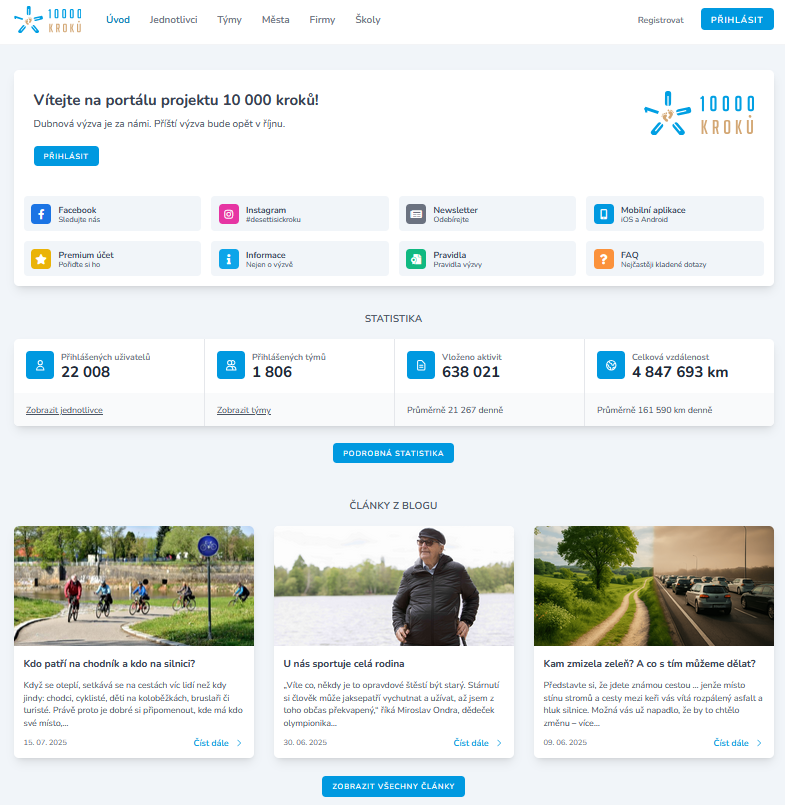 10000
KROKŮ
Úvod
Jednotlivci
Týmy
Města
Firmy
Školy
Registrovat
PŘIHLÁSIT
Vítejte na portálu projektu 10 000 kroků!
Dubnová výzva je za námi. Příští výzva bude opět v říjnu.
PŘIHLÁSIT
10000
KROKŮ
Facebook
Sledujte nás
Instagram
#desettisickroku
Newsletter
Odebírejte
Mobilní aplikace
iOS a Android
Premium účet
Pořiďte si ho
Informace
Nejen o výzvě
Pravidla
Pravidla výzvy
FAQ
Nejčastěji kladené dotazy
STATISTIKA
Přihlášených uživatelů
22 008
Zobrazit jednotlivce
Přihlášených týmů
1 806
Zobrazit týmy
Vloženo aktivit
638 021
Průměrně 21 267 denně
Celková vzdálenost
4 847 693 km
Průměrně 161 590 km denně
PODROBNÁ STATISTIKA
ČLÁNKY Z BLOGU
Kdo patří na chodník a kdo na silnici?
Když se oteplí, setkává se na cestách víc lidí než kdy
jindy: chodci, cyklisté, děti na koloběžkách, bruslaři či
turisté. Právě proto je dobré si připomenout, kde má kdo
své místo,...
15. 07. 2025
Číst dále
U nás sportuje celá rodina
„Víte co, někdy je to opravdové štěstí být starý. Stárnutí
si člověk může jaksepatří vychutnat a užívat, až jsem z
toho občas překvapený,“ říká Miroslav Ondra, dědeček
olympionika...
30. 06. 2025
Číst dále
Kam zmizela zeleň? A co s tím můžeme dělat?
Představte si, že jdete známou cestou … jenže místo
stínu stromů a cesty mezi keři vás vítá rozpálený asfalt a
hluk silnice. Možná vás už napadlo, že by to chtělo
změnu – více...
09. 06. 2025
Číst dále
ZOBRAZIT VŠECHNY ČLÁNKY